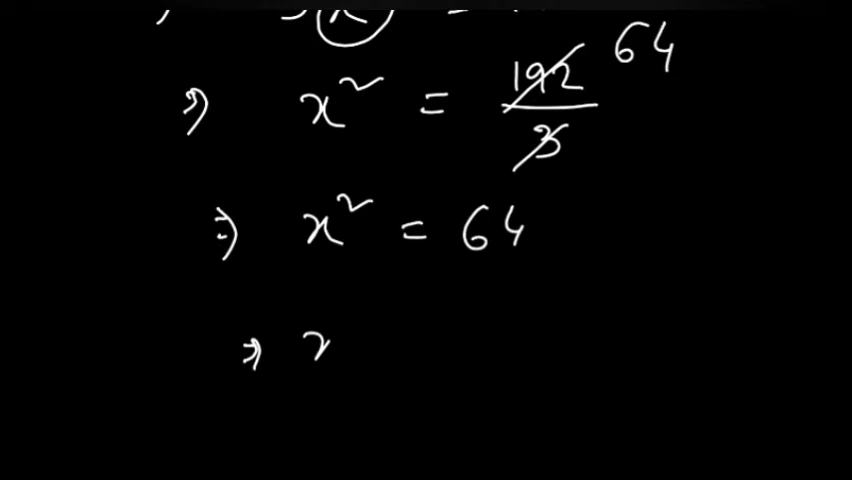 ⇒ x² = 192/3 64
⇒ x² = 64
⇒ x